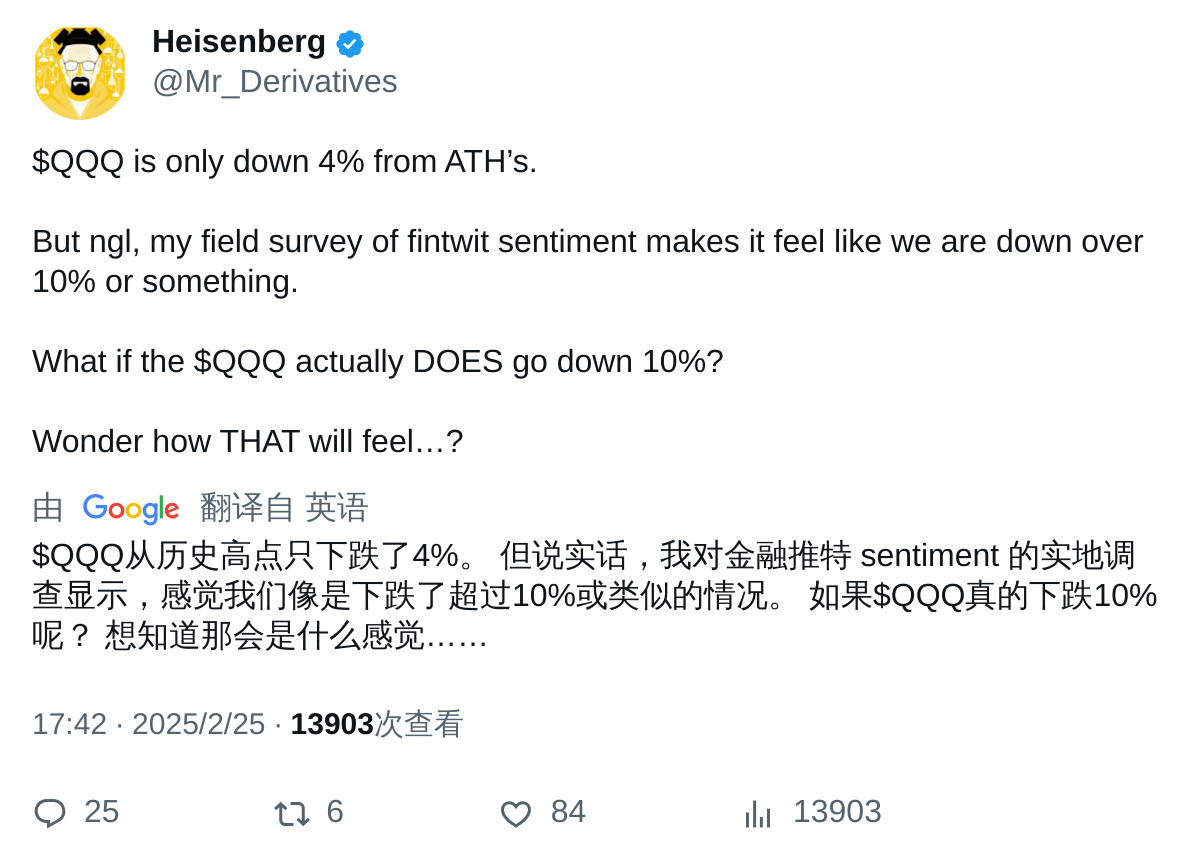 Heisenberg
@Mr_Derivatives
$QQQ is only down 4% from ATH’s.
But ngl, my field survey of fintwit sentiment makes it feel like we are down over
10% or something.
What if the $QQQ actually DOES go down 10%?
Wonder how THAT will feel…?
由 Google 翻译自 英语
$QQQ从历史高点只下跌了4%。 但说实话，我对金融推特 sentiment 的实地调
查显示，感觉我们像是下跌了超过10%或类似的情况。 如果$QQQ真的下跌10%
呢？ 想知道那会是什么感觉……
17:42 · 2025/2/25 · 13903次查看
25 6 84 13903